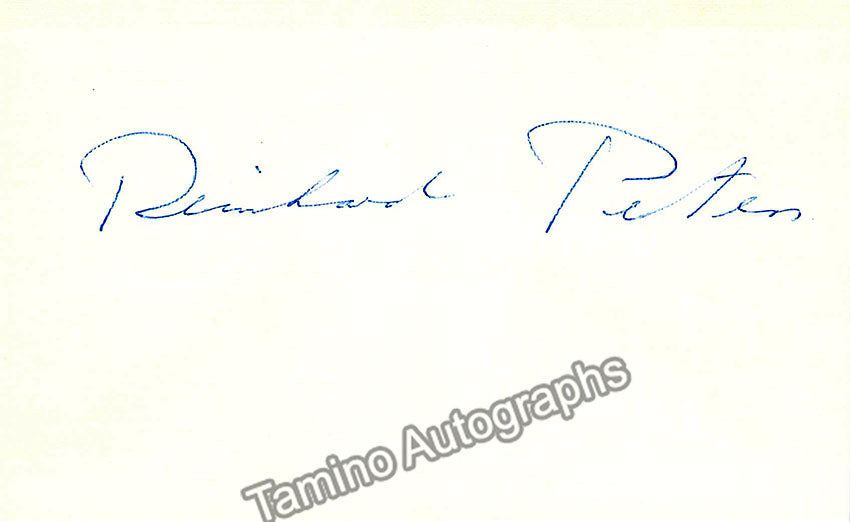 Reinhard Peters
Tamino Autographs